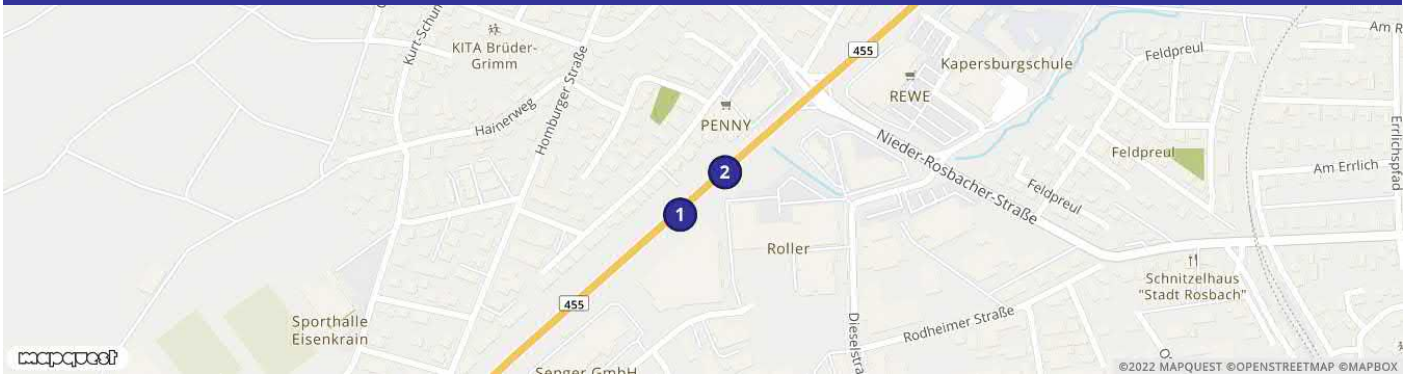 Kurt-Schu
KITA Brüder-
Grimm
Hainerweg
Homburger Straße
PENNY
455
REWE
Kapersburgschule
Feldpreul
Am R
Nieder-Rosbacher-Straße
Feldpreul
Feldpreul
Am Errlich
Errlichspfad
2
1
Roller
Schnitzelhaus
"Stadt Rosbach"
455
Sporthalle
Eisenkrain
Dieselstra
Rodheimer Straße
Senger GmbH
mapquest
©2022 MAPQUEST ©OPENSTREETMAP ©MAPBOX